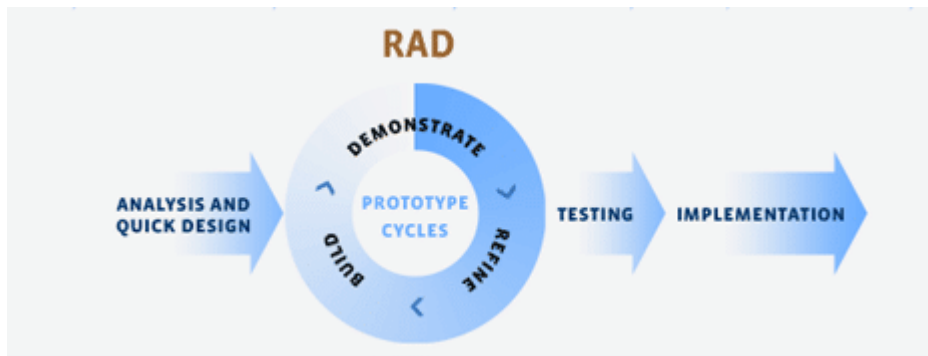 RAD
ANALYSIS AND
QUICK DESIGN
DEMONSTRATE
REFINE
BUILD
PROTOTYPE
CYCLES
TESTING
IMPLEMENTATION